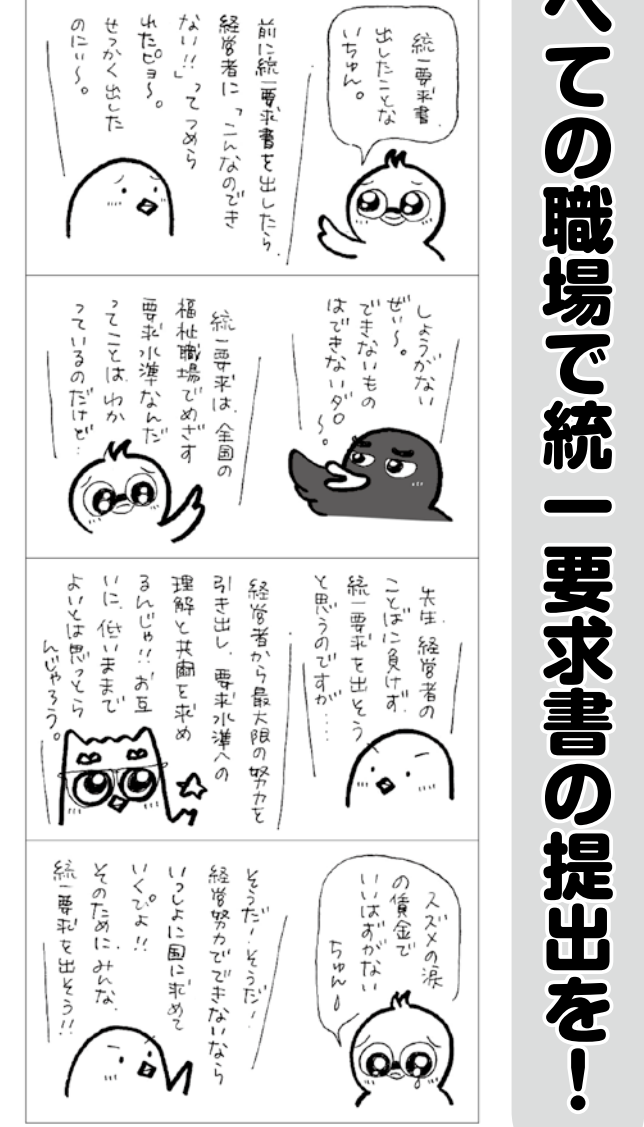 べての職場で統一要求書の提出を！
統一要求書、
出したことな
いちゅん。
前に統一要求書を出したら、
経営者に「こんなのでき
ない!!」ってつめら
れたピョ〜。
せっかく出した
のにぃ〜。
しょうがない
ぜぃ〜。
できないもの
はできないダロ
〜。
統一要求は、全国の
福祉職場でめざす
要求水準なんだ
ってことは、わか
っているのだけど…
先生、経営者の
ことばに負けず、
統一要求を出そう
と思うのですが…
経営者から最大限の努力を
引き出し、要求水準への
理解と共同を求め
るんじゃ!!お互
いに、低いままで
よいとは思っとら
んじゃろう。
スズメの涙
の賃金で
いいはずがない
ちゅん!
そうだ!そうだ!
経営努力でできないなら
いっしょに国に求めて
いくぴょ!!
そのために、みんな、
統一要求を出そう!!